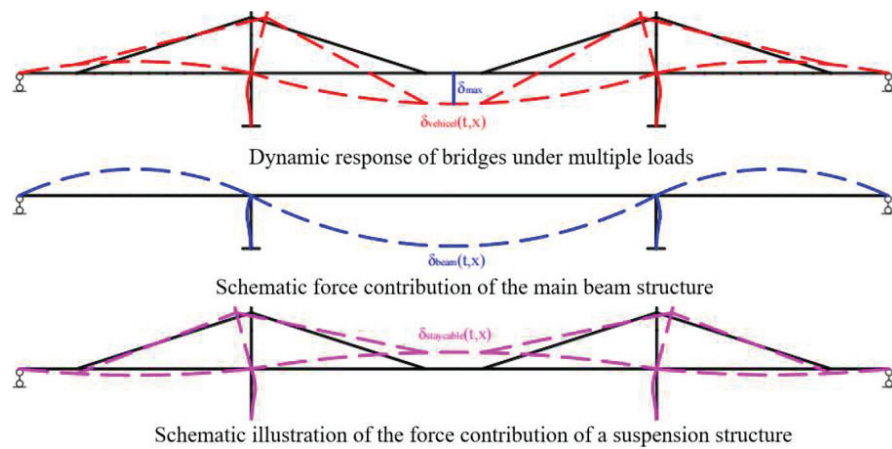 δmax
δvehicel(t,x)
Dynamic response of bridges under multiple loads
δbeam(t,x)
Schematic force contribution of the main beam structure
δstaycable(t,x)
Schematic illustration of the force contribution of a suspension structure